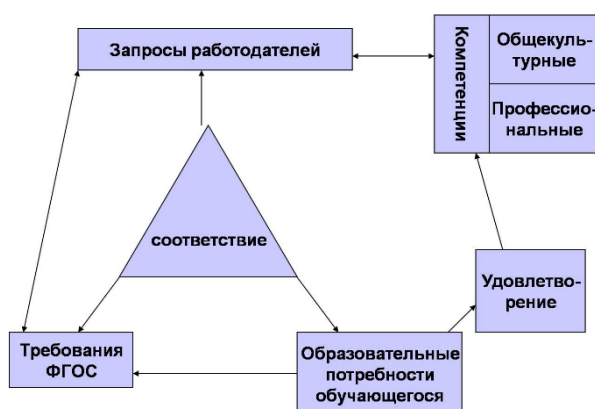 Запросы работодателей
Компетенции
Общекуль-
турные
Профессио-
нальные
соответствие
Удовлетво-
рение
Требования
ФГОС
Образовательные
потребности
обучающегося